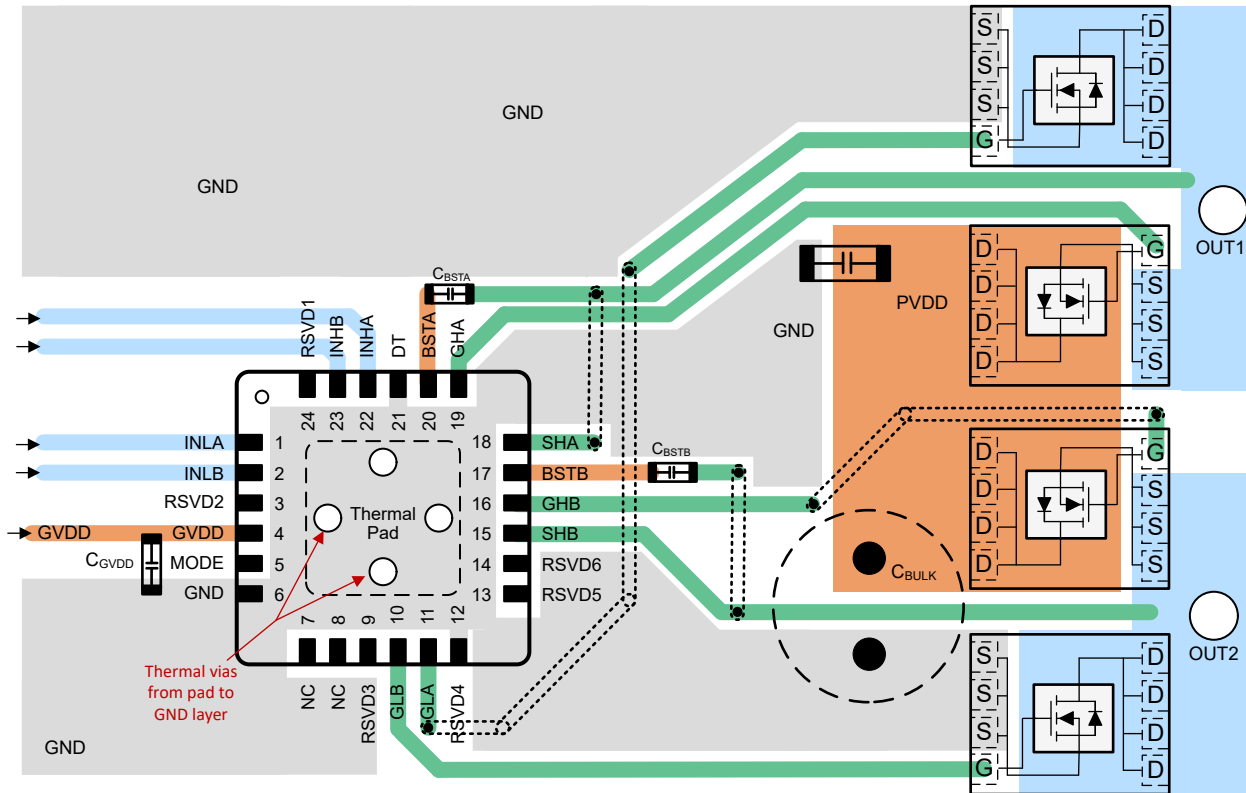 S
D
S
D
S
D
G
D
GND
GND
OUT1
D
G
D
S
D
S
D
S
PVDD
GND
CBSTA
RSVD1
INHB
INHA
DT
BSTA
GHA
24
23
22
21
20
19
INLA
1
INLB
2
RSVD2
3
GVDD
GVDD
4
CGVDD
MODE
5
GND
6
Thermal
Pad
18
SHA
17
BSTB
16
GHB
15
SHB
14
RSVD6
13
RSVD5
CBSTB
7
8
9
10
11
12
NC
NC
RSVD3
GLB
GLA
RSVD4
Thermal vias
from pad to
GND layer
GND
CBULK
D
G
D
S
D
S
D
S
OUT2
S
D
S
D
S
D
G
D